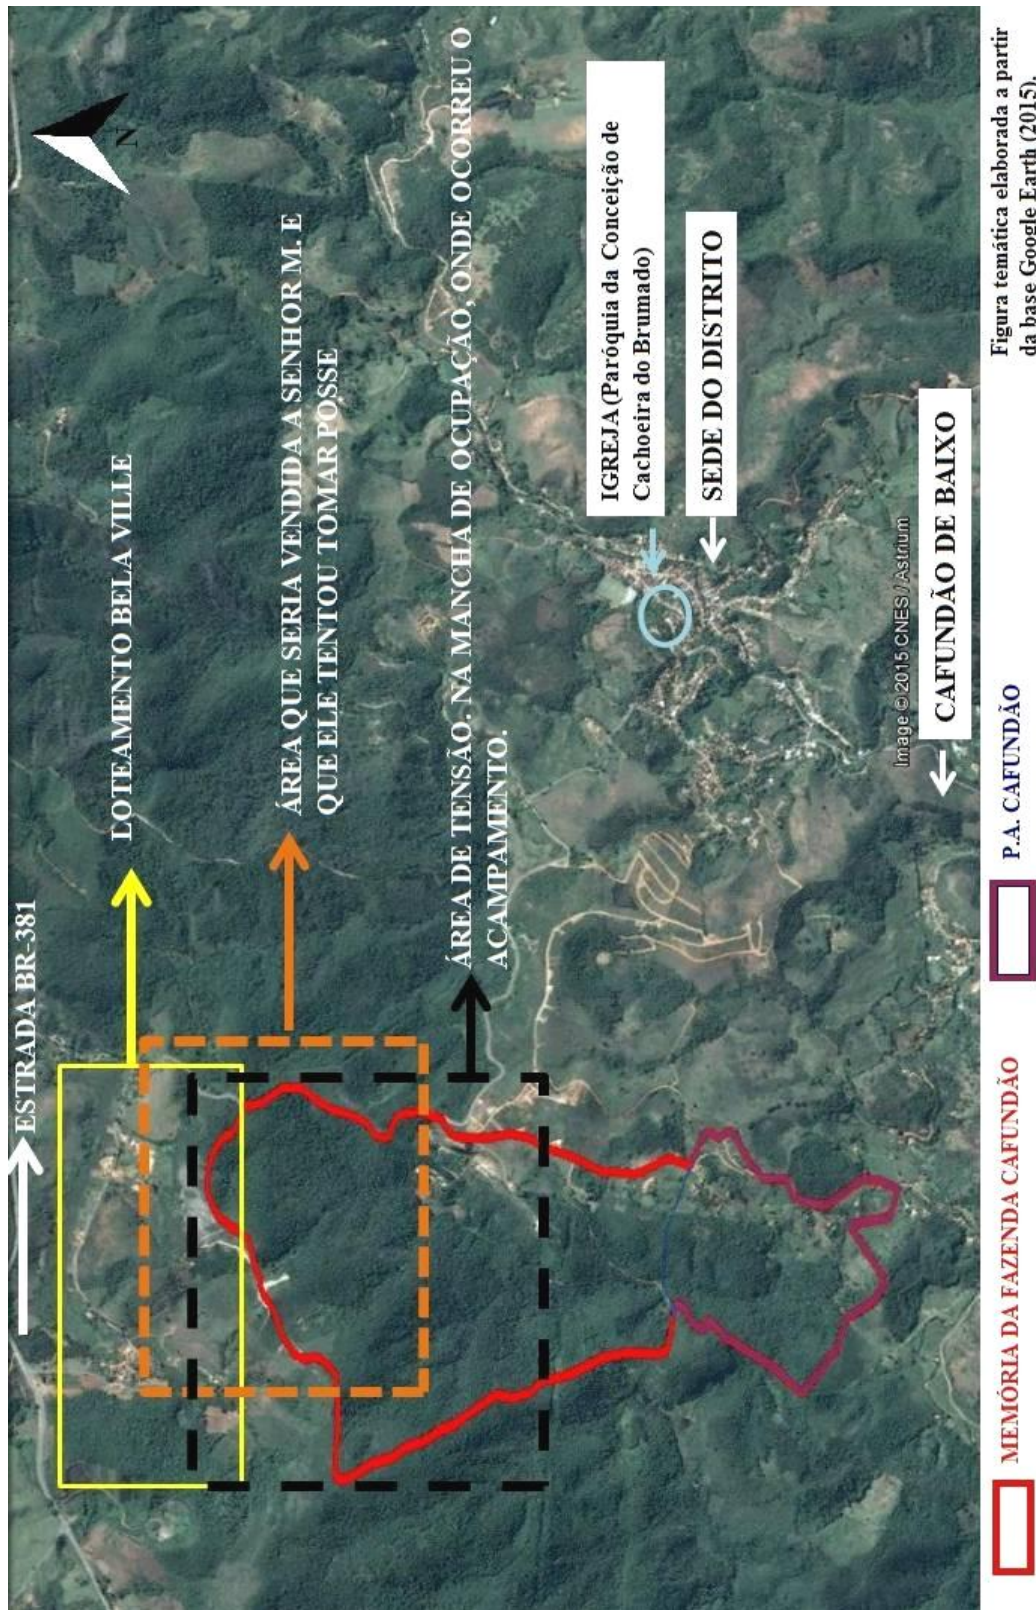 ESTRADA BR-381
LOTEAMENTO BELA VILLE
ÁREA QUE SERIA VENDIDA A SENHOR M. E
QUE ELE TENTOU TOMAR POSSE
ÁREA DE TENSÃO. NA MANCHA DE OCUPAÇÃO, ONDE OCORREU O
ACAMPAMENTO.
N
IGREJA (Paróquia da Conceição de
Cachoeira do Brumado)
SEDE DO DISTRITO
Image © 2015 CNES / Astrium
CAFUNDÃO DE BAIXO
MEMÓRIA DA FAZENDA CAFUNDÃO
P.A. CAFUNDÃO
Figura temática elaborada a partir
da base Google Earth (2015).